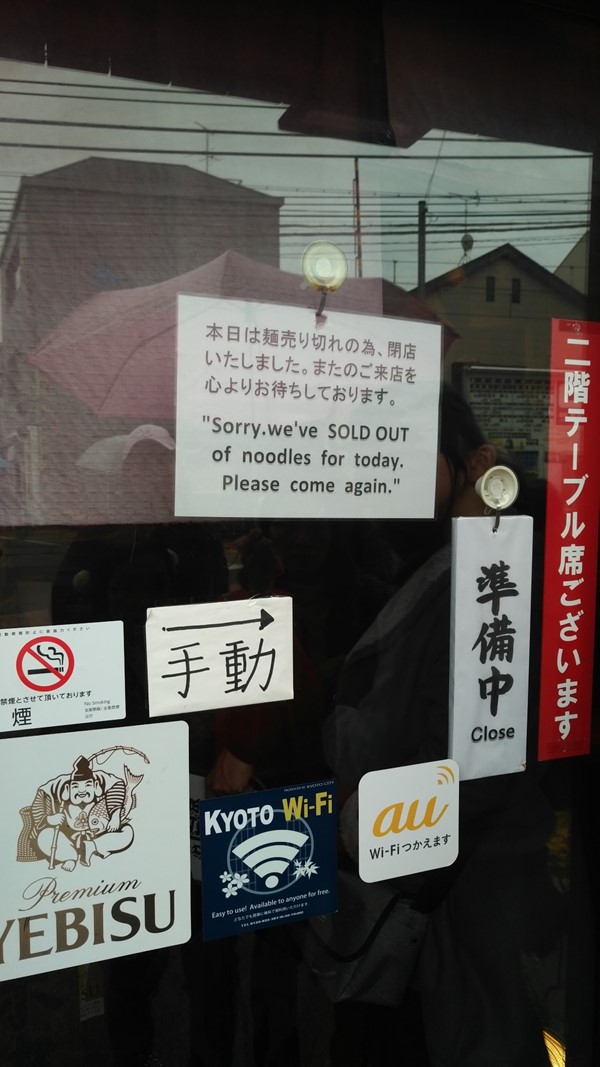 本日は麺売り切れの為、閉店
いたしました。またのご来店を
心よりお待ちしております。
"Sorry.we've SOLD OUT
of noodles for today.
Please come again."
二階テーブル席ございます
準備中
Close
手動
禁煙とさせて頂いております
煙
No Smoking
Premium
YEBISU
KYOTO Wi-Fi
Easy to use! Available to anyone for free.
au
Wi-Fiつかえます